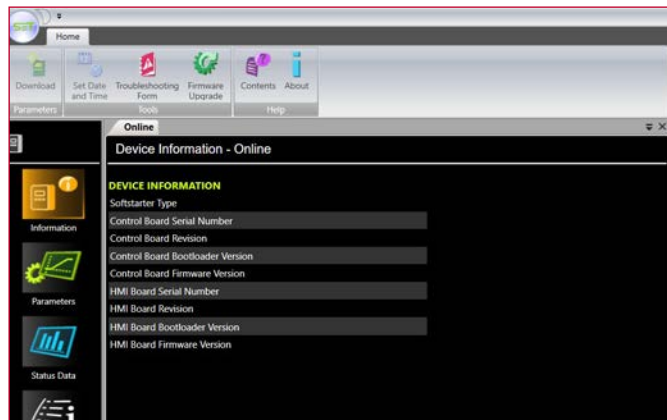 SET
Home
Download
Set Date and Time
Troubleshooting Form
Firmware Upgrade
Contents
About
Parameters
Tools
Help
Online
Device Information - Online
DEVICE INFORMATION
Softstarter Type
Control Board Serial Number
Control Board Revision
Control Board Bootloader Version
Control Board Firmware Version
HMI Board Serial Number
HMI Board Revision
HMI Board Bootloader Version
HMI Board Firmware Version
Information
Parameters
Status Data